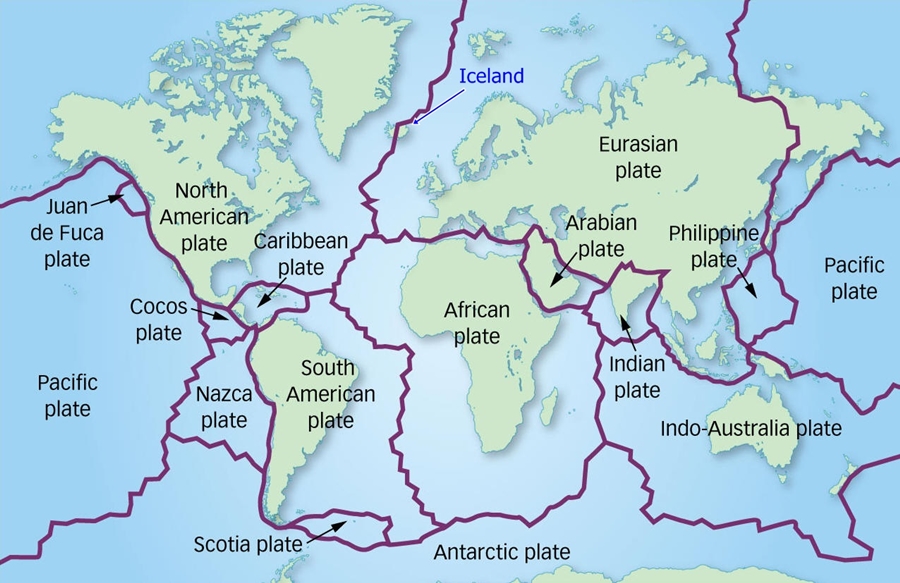 Iceland
Eurasian
plate
North
American
plate
Juan
de Fuca
plate
Caribbean
plate
Arabian
plate
Philippine
plate
Pacific
plate
Cocos
plate
African
plate
Indian
plate
Pacific
plate
Nazca
plate
South
American
plate
Indo-Australia plate
Scotia plate
Antarctic plate